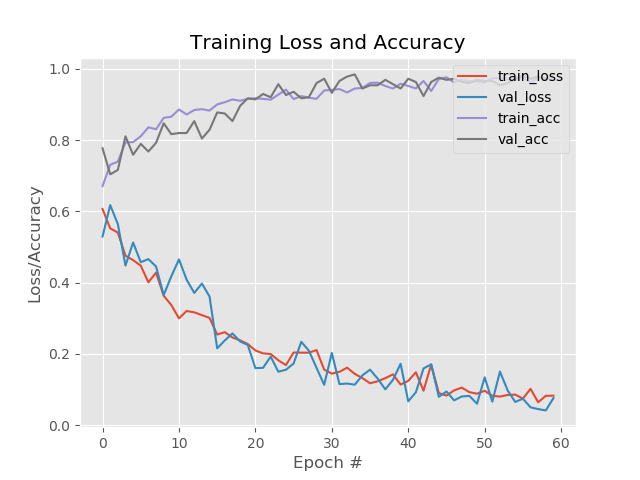 Training Loss and Accuracy
1.0
0.8
0.6
0.4
0.2
0.0
Loss/Accuracy
train_loss
val_loss
train_acc
val_acc
0 10 20 30 40 50 60
Epoch #